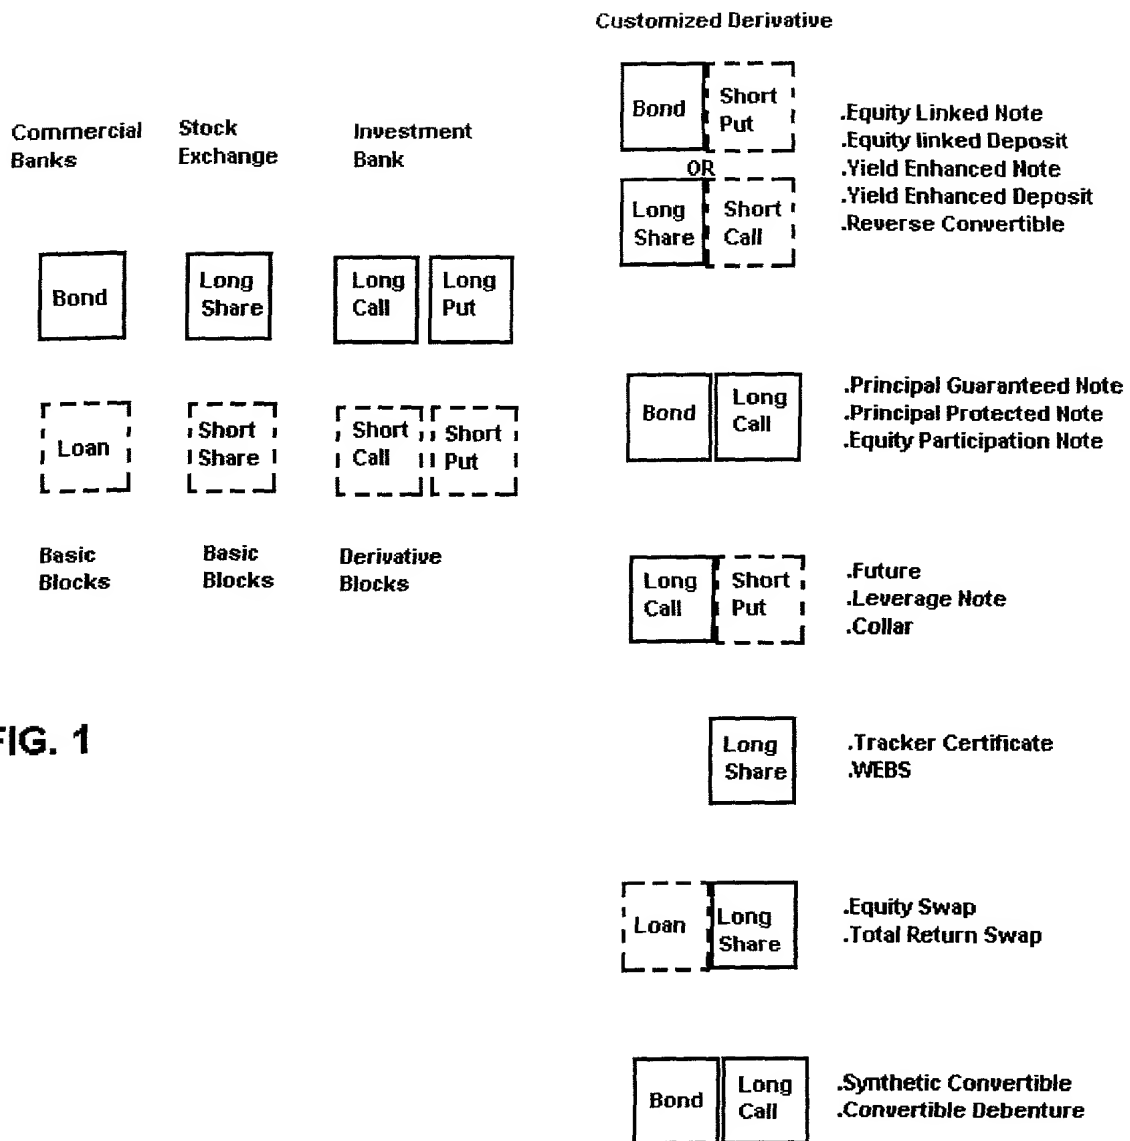 Customized Derivative
Commercial
Banks
Stock
Exchange
Investment
Bank
Bond
Long
Share
Long
Call
Long
Put
Loan
Short
Share
Short
Call
Short
Put
Basic
Blocks
Basic
Blocks
Derivative
Blocks
FIG. 1
Bond
Short
Put
OR
Long
Share
Short
Call
.Equity Linked Note
.Equity linked Deposit
.Yield Enhanced Note
.Yield Enhanced Deposit
.Reverse Convertible
Bond
Long
Call
.Principal Guaranteed Note
.Principal Protected Note
.Equity Participation Note
Long
Call
Short
Put
.Future
.Leverage Note
.Collar
Long
Share
.Tracker Certificate
.WEBS
Loan
Long
Share
.Equity Swap
.Total Return Swap
Bond
Long
Call
.Synthetic Convertible
.Convertible Debenture